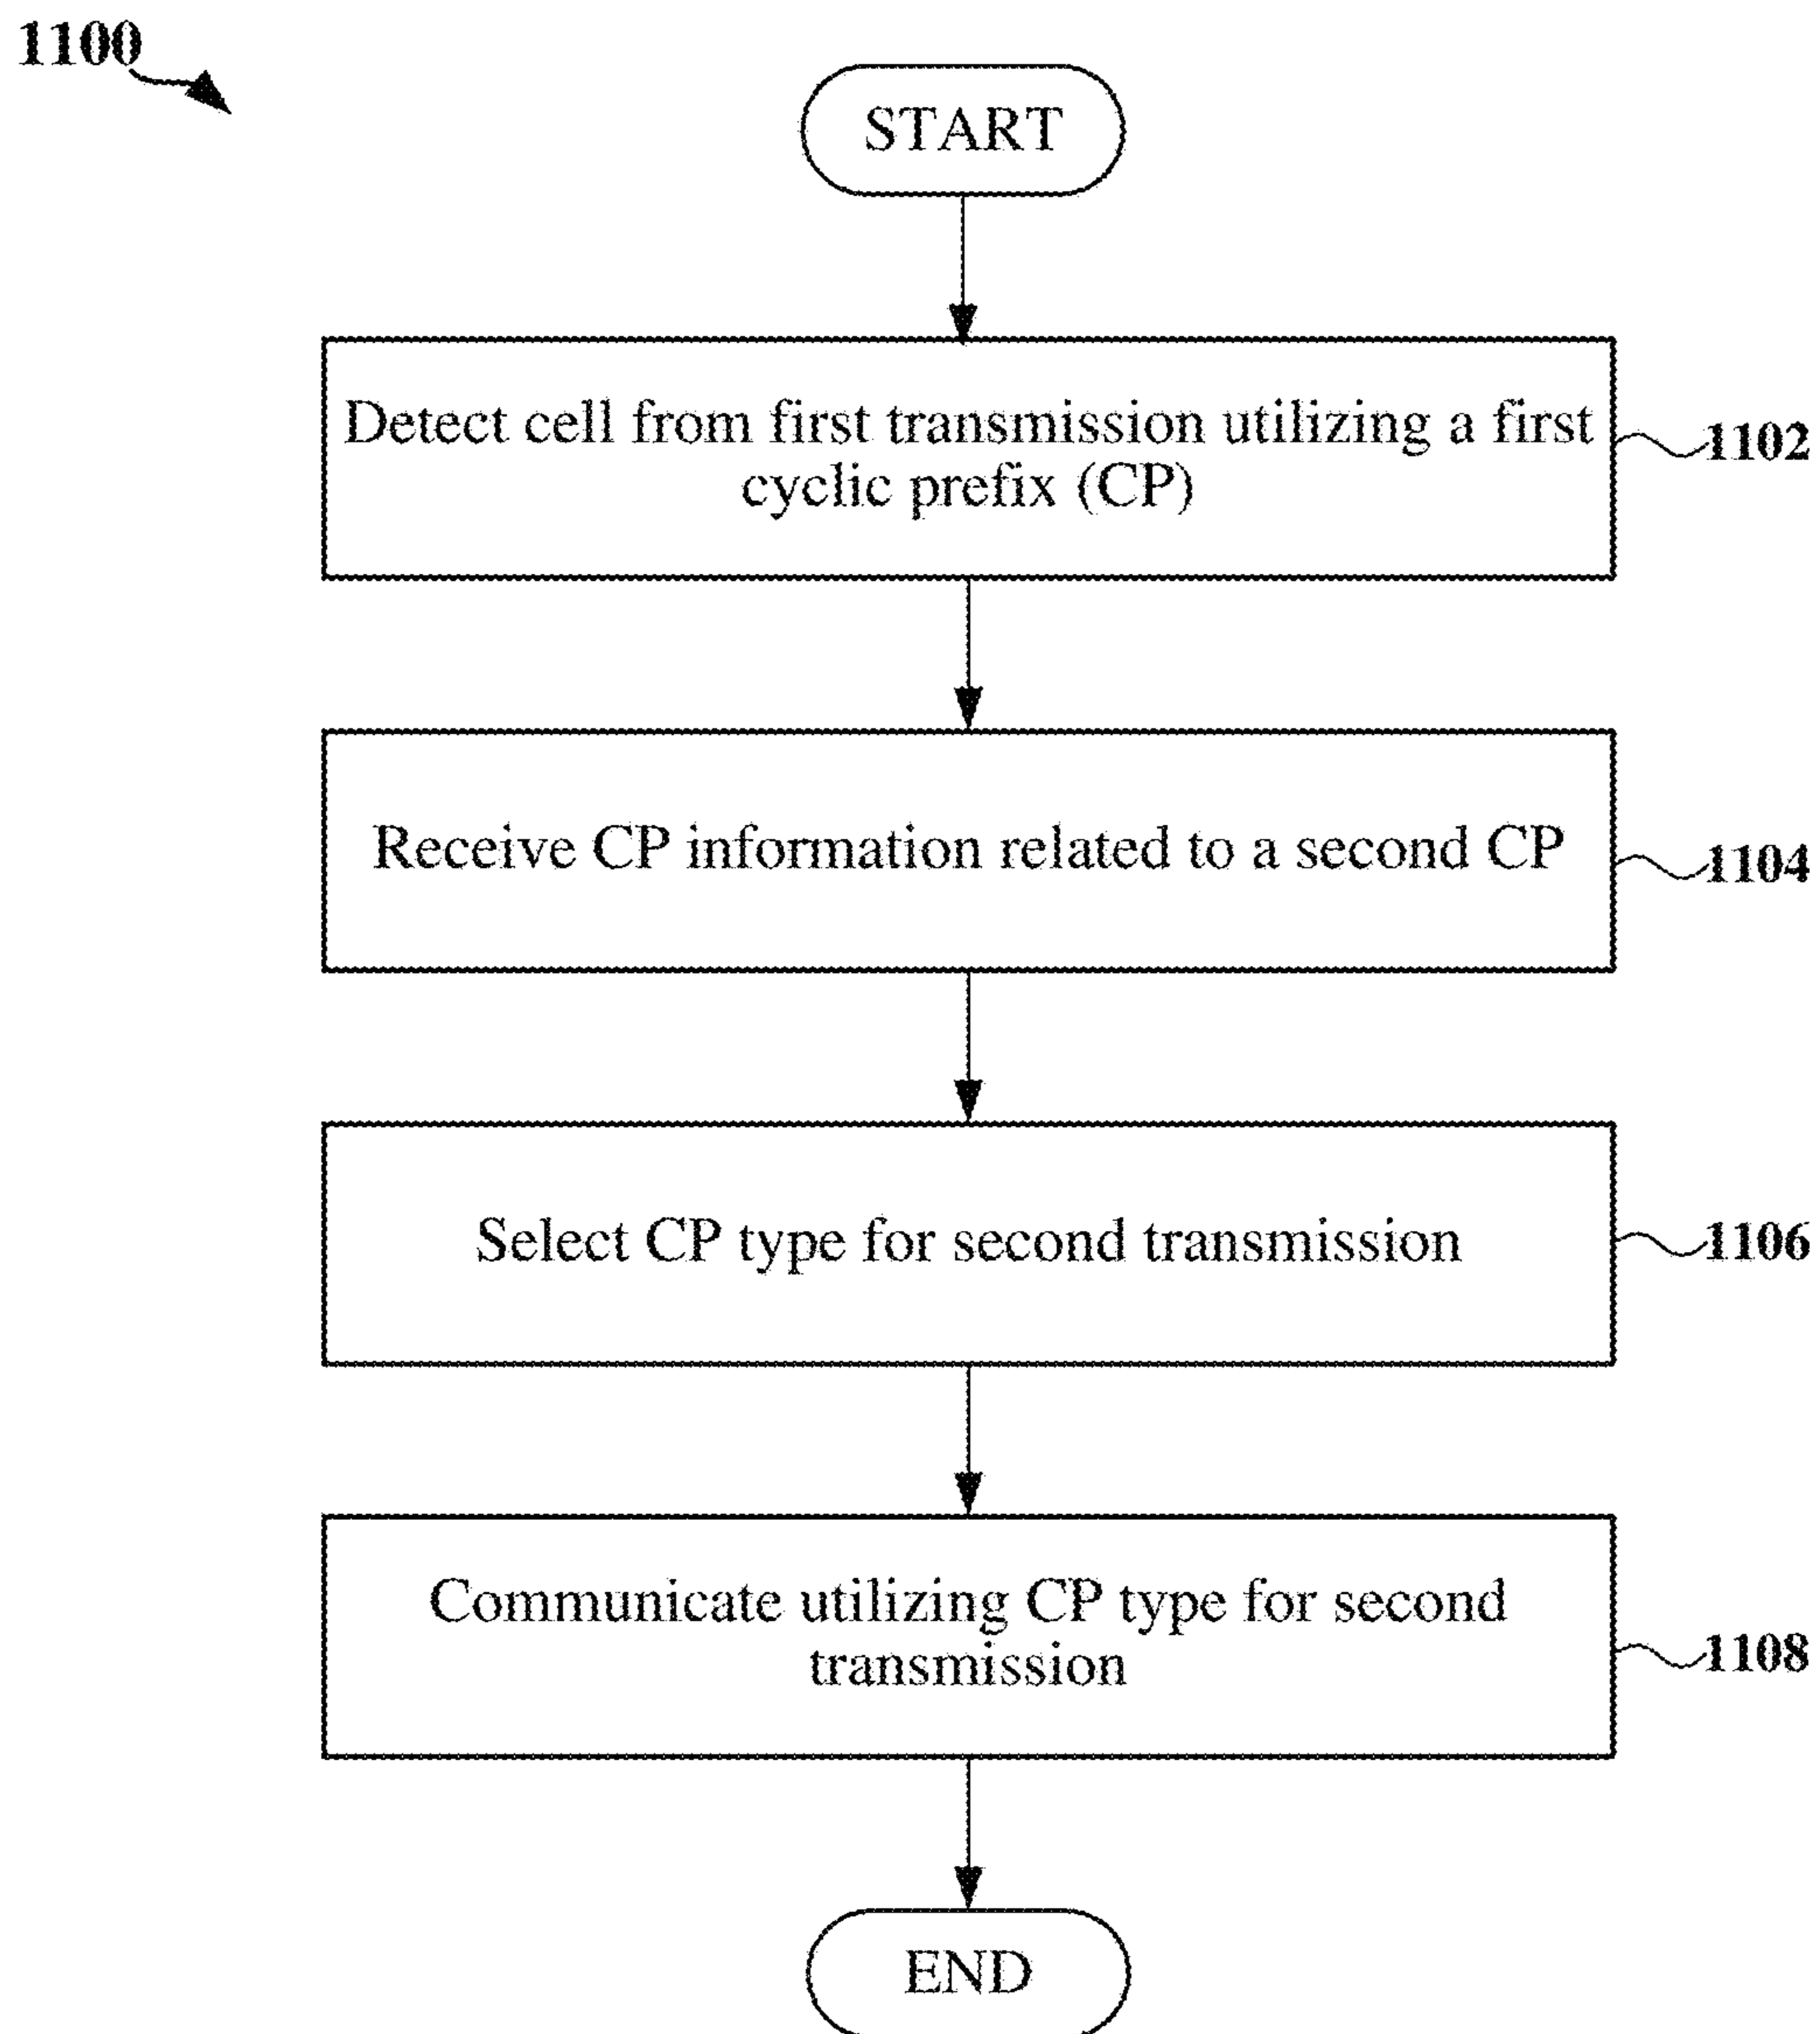 1100
START
Detect cell from first transmission utilizing a first
cyclic prefix (CP)
1102
Receive CP information related to a second CP
1104
Select CP type for second transmission
1106
Communicate utilizing CP type for second
transmission
1108
END